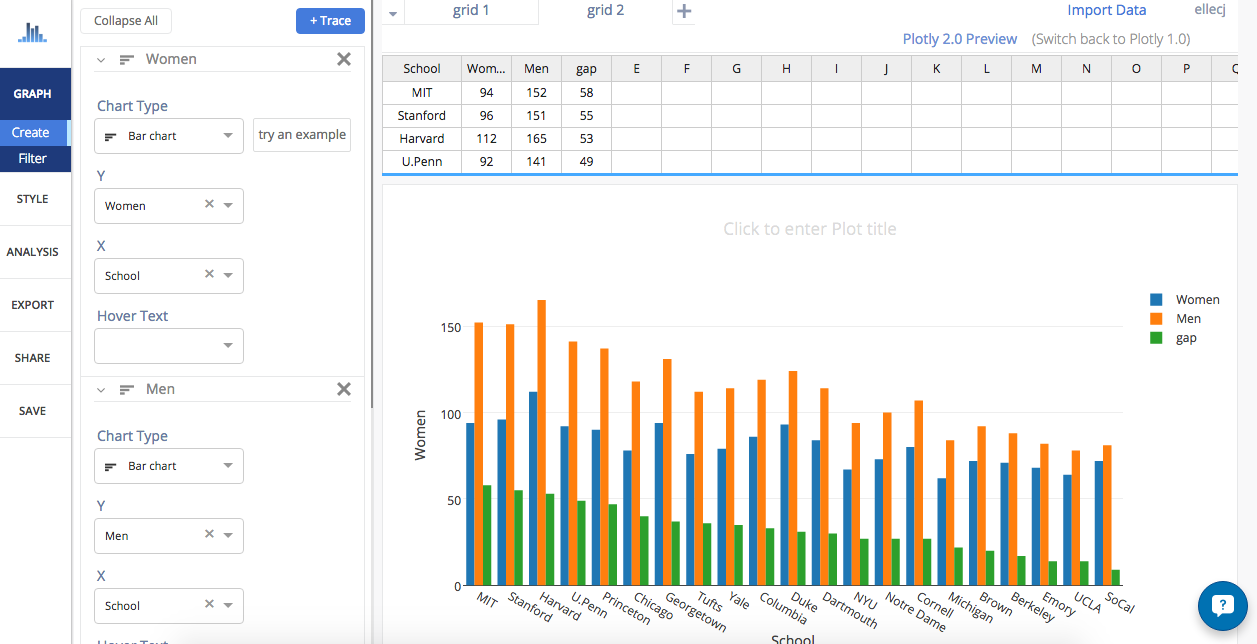 GRAPH
Create
Filter
STYLE
ANALYSIS
EXPORT
SHARE
SAVE
Collapse All
+ Trace
Women
Chart Type
Bar chart
try an example
Y
Women
X
School
Hover Text
Men
Chart Type
Bar chart
Y
Men
X
School
grid 1
grid 2
Import Data
ellecj
Plotly 2.0 Preview (Switch back to Plotly 1.0)
School Wom... Men gap E F G H I J K L M N O P
MIT 94 152 58
Stanford 96 151 55
Harvard 112 165 53
U.Penn 92 141 49
Click to enter Plot title
Women
Men
gap
150
100
50
0
Women
MIT
Stanford
Harvard
U.Penn
Princeton
Chicago
Georgetown
Tufts
Yale
Columbia
Duke
Dartmouth
NYU
Notre Dame
Cornell
Michigan
Brown
Berkeley
Emory
UCLA
SoCal
School